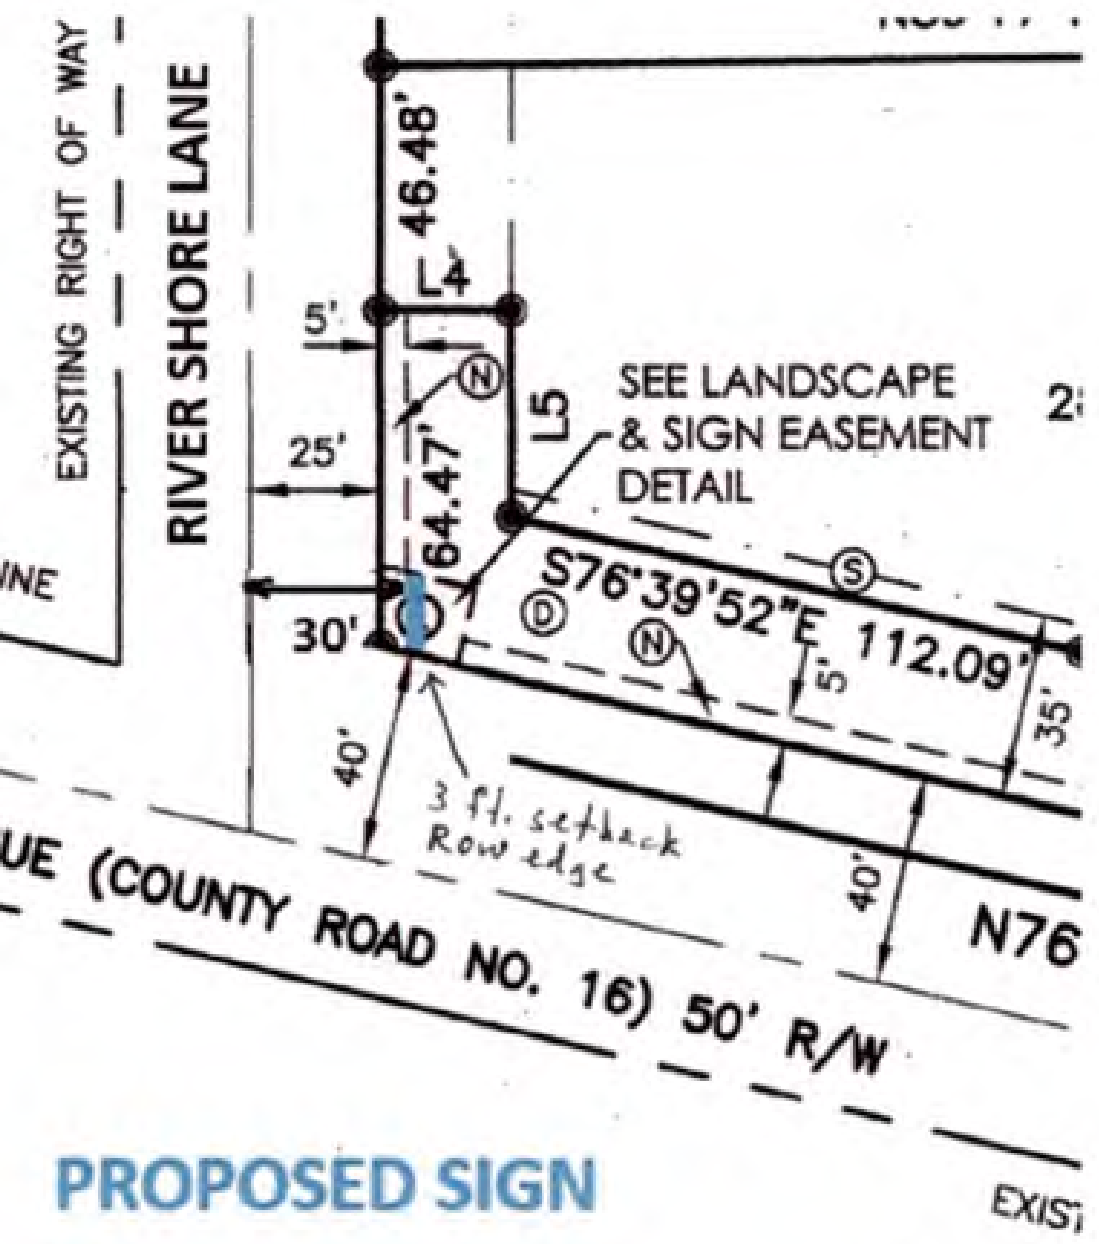 EXISTING RIGHT OF WAY
RIVER SHORE LANE
46.48'
L4
5'
N
L5
SEE LANDSCAPE
& SIGN EASEMENT
DETAIL
25'
64.47'
S
S76°39'52"E 112.09'
D
N
30'
5'
35'
40'
3 ft. setback
Row edge
40'
N76
UE (COUNTY ROAD NO. 16) 50' R/W
PROPOSED SIGN
EXIST